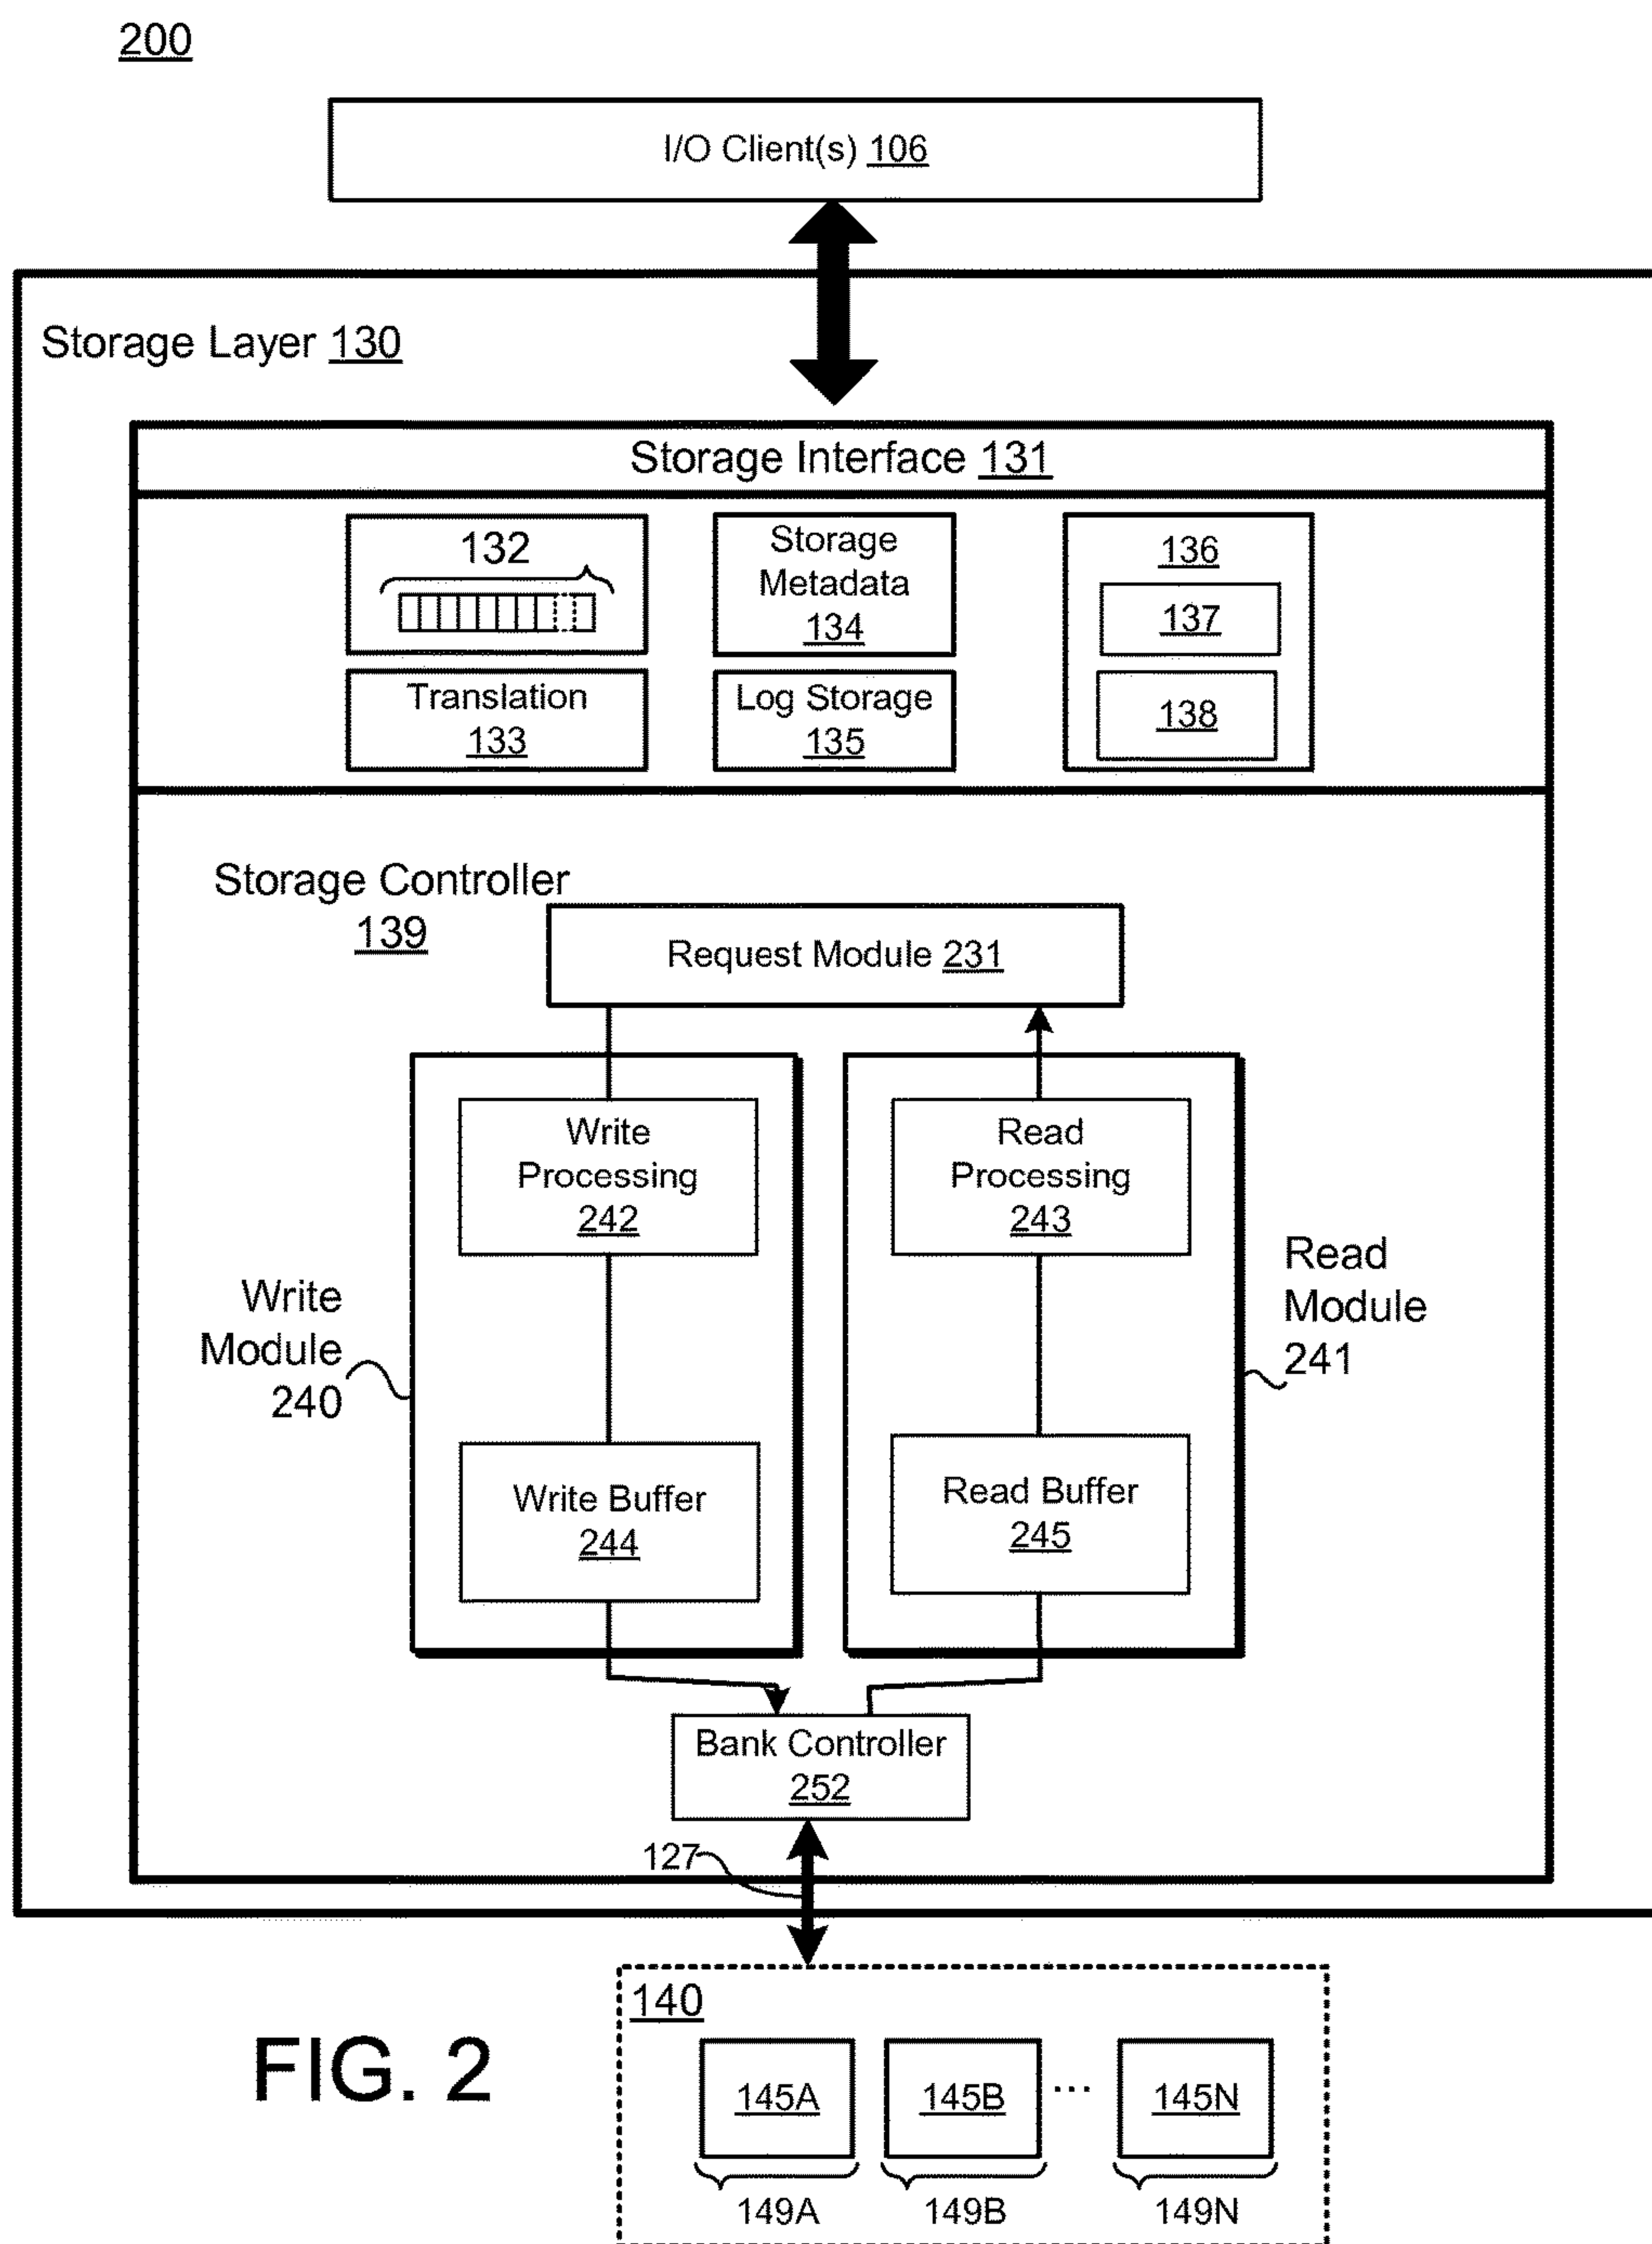 200
I/O Client(s) 106
Storage Layer 130
Storage Interface 131
132
Storage
Metadata
134
136
137
Translation
133
Log Storage
135
138
Storage Controller
139
Request Module 231
Write
Processing
242
Read
Processing
243
Write
Module
240
Read
Module
241
Write Buffer
244
Read Buffer
245
Bank Controller
252
127
140
FIG. 2
145A
145B
...
145N
149A
149B
149N